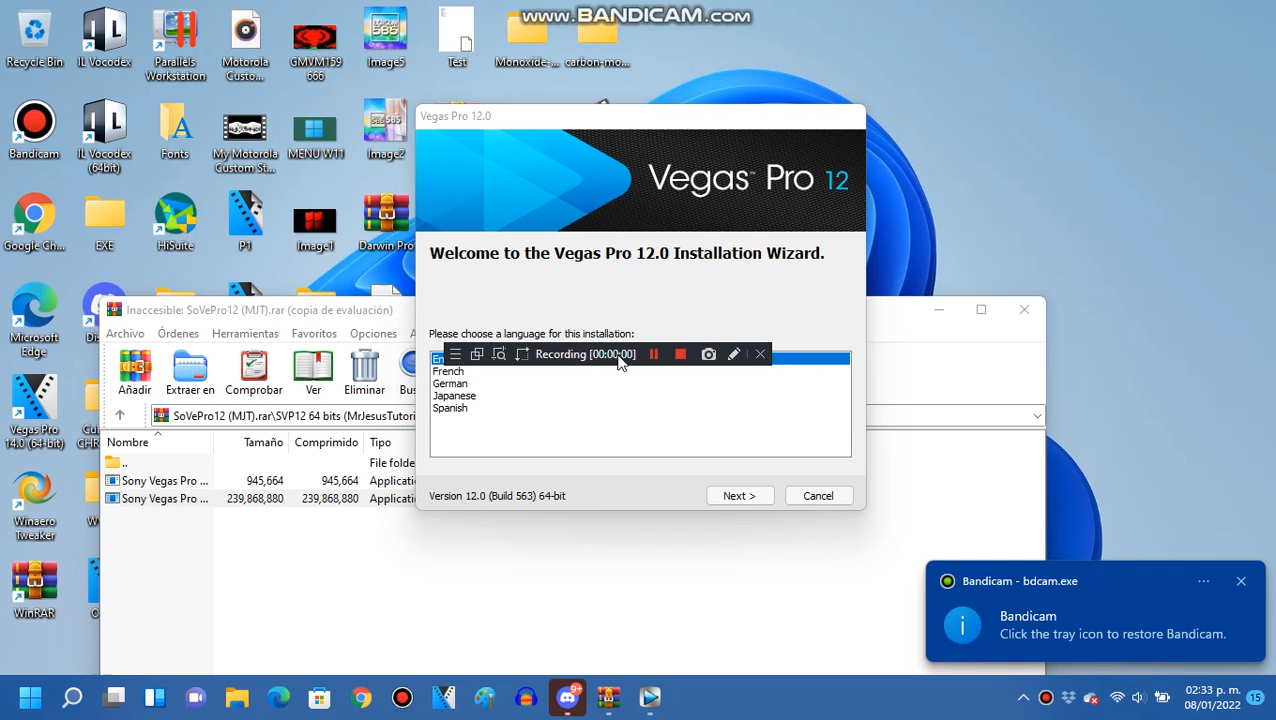 www.BANDICAM.com
Recycle Bin
IL Vocodex
Parallels Workstation
Motorola Custo...
GMVM159 666
Image5
Test
Monoxide-...
carbon-mo...
Bandicam
IL Vocodex (64bit)
Fonts
My Motorola Custom St...
MENU W11
Image2
Google Ch...
EXE
HiSuite
P1
Image1
Darwin Pro
Microsoft Edge
Vegas Pro 14.0 (64-bit)
Winaero Tweaker
WinRAR
Vegas Pro 12.0
Vegas™ Pro 12
Welcome to the Vegas Pro 12.0 Installation Wizard.
Please choose a language for this installation:
Recording [00:00:00]
French
German
Japanese
Spanish
Version 12.0 (Build 563) 64-bit
Next >
Cancel
Inaccesible: SoVePro12 (MJT).rar (copia de evaluación)
Archivo Órdenes Herramientas Favoritos Opciones
Añadir Extraer en Comprobar Ver Eliminar
SoVePro12 (MJT).rar\SVP12 64 bits (MrJesusTutori
Nombre Tamaño Comprimido Tipo
.. File folder
Sony Vegas Pro ... 945,664 945,664 Applicati
Sony Vegas Pro ... 239,868,880 239,868,880 Applicati
Bandicam - bdcam.exe
Bandicam
Click the tray icon to restore Bandicam.
9+
02:33 p. m.
08/01/2022
15